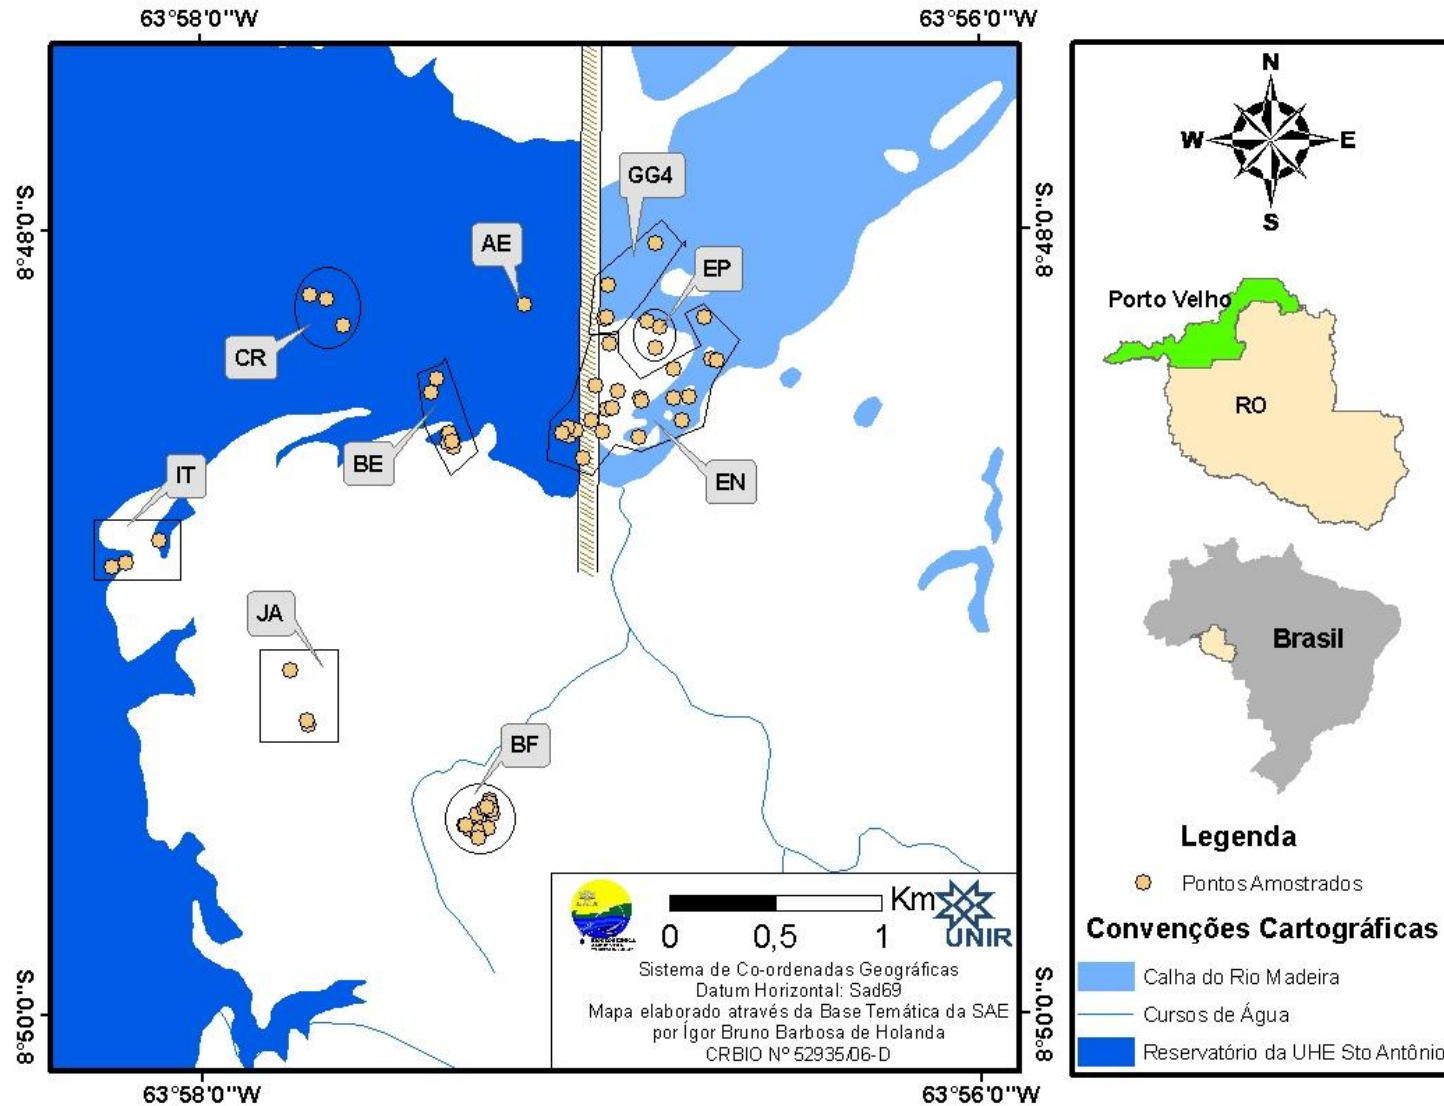 63°58'0"W
63°56'0"W
8°48'0"S
8°48'0"S
GG4
AE
EP
CR
BE
IT
EN
JA
BF
Km
0 0,5 1
UNIR
Sistema de Co-ordenadas Geográficas
Datum Horizontal: Sad69
Mapa elaborado através da Base Temática da SAE
por Ígor Bruno Barbosa de Holanda
CRBIO Nº 52935/06-D
8°50'0"S
8°50'0"S
63°58'0"W
63°56'0"W
N
W
E
S
Porto Velho
RO
Brasil
Legenda
Pontos Amostrados
Convenções Cartográficas
Calha do Rio Madeira
Cursos de Água
Reservatório da UHE Sto Antônio